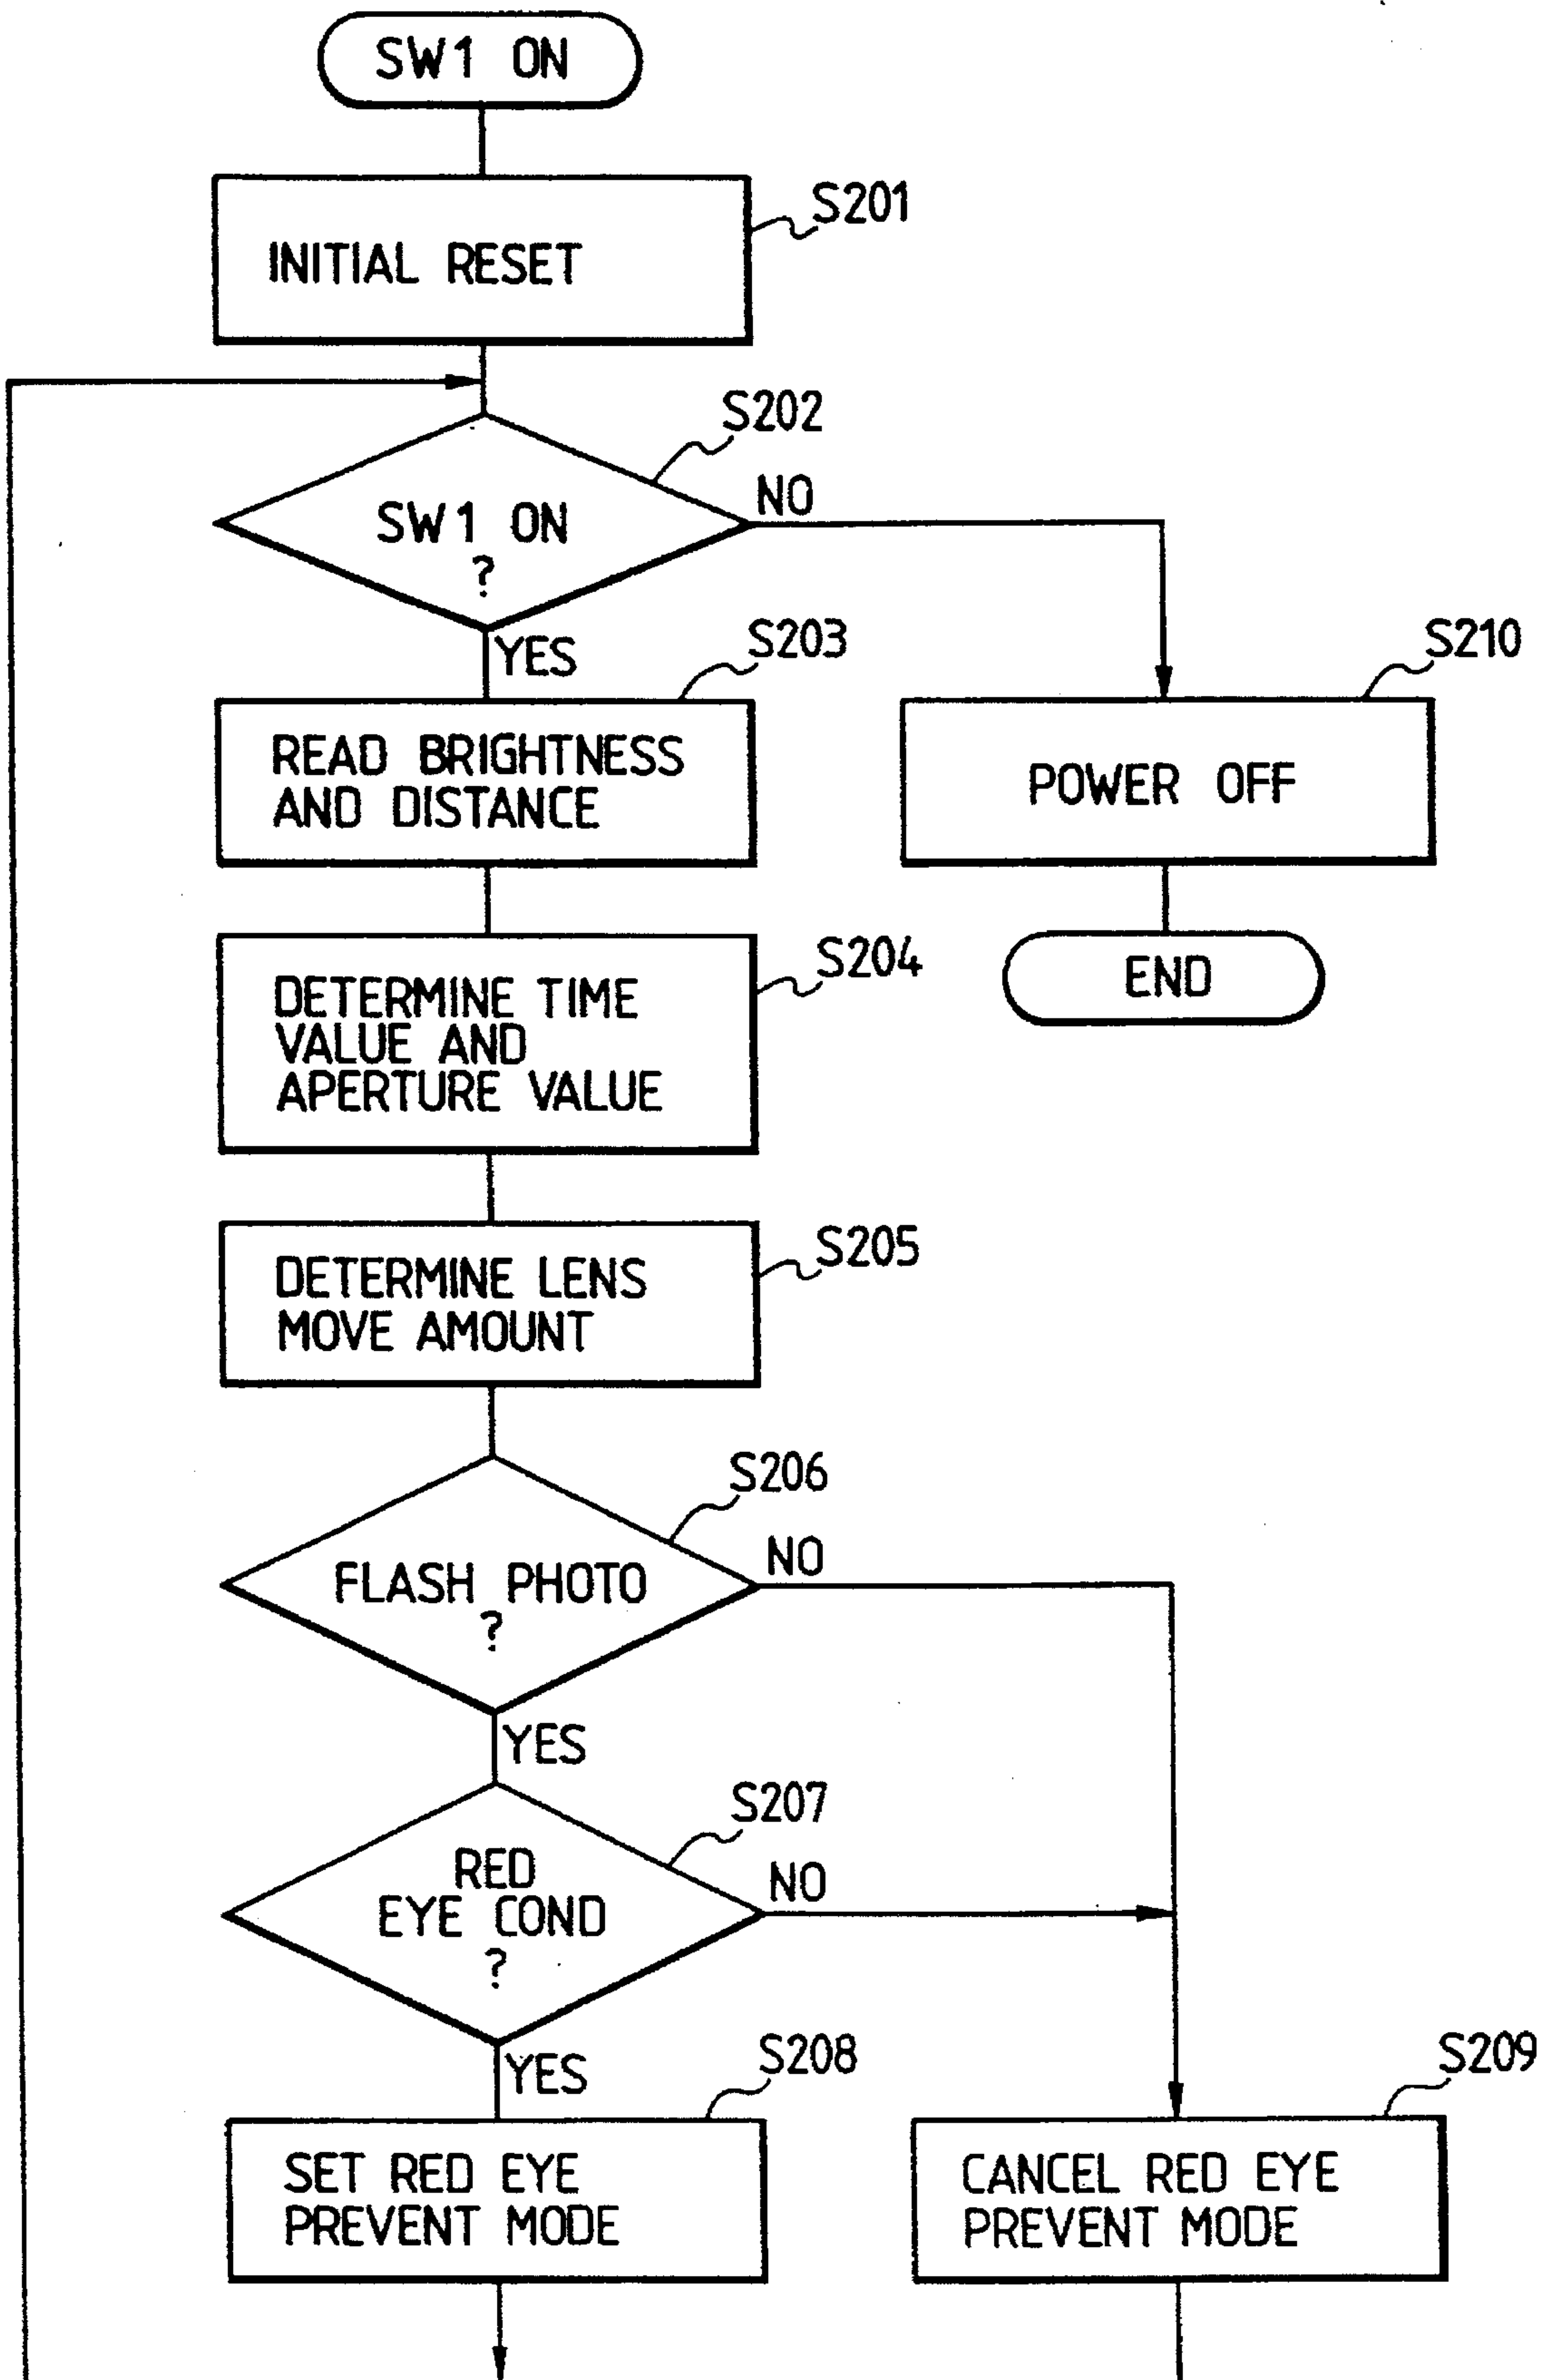 SW1 ON
S201
INITIAL RESET
S202
NO
SW1 ON
?
YES
S203
S210
READ BRIGHTNESS
AND DISTANCE
POWER OFF
S204
DETERMINE TIME
VALUE AND
APERTURE VALUE
END
S205
DETERMINE LENS
MOVE AMOUNT
S206
NO
FLASH PHOTO
?
YES
S207
NO
RED
EYE COND
?
YES
S208
S209
SET RED EYE
PREVENT MODE
CANCEL RED EYE
PREVENT MODE